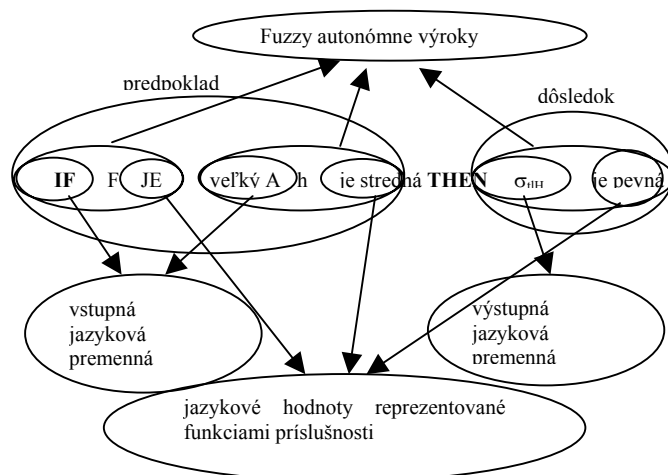 Fuzzy autonómne výroky
predpoklad
dôsledok
IF F JE veľký A h je stredná THEN σtlH je pevná
vstupná
jazyková
premenná
výstupná
jazyková
premenná
jazykové hodnoty reprezentované
funkciami príslušnosti